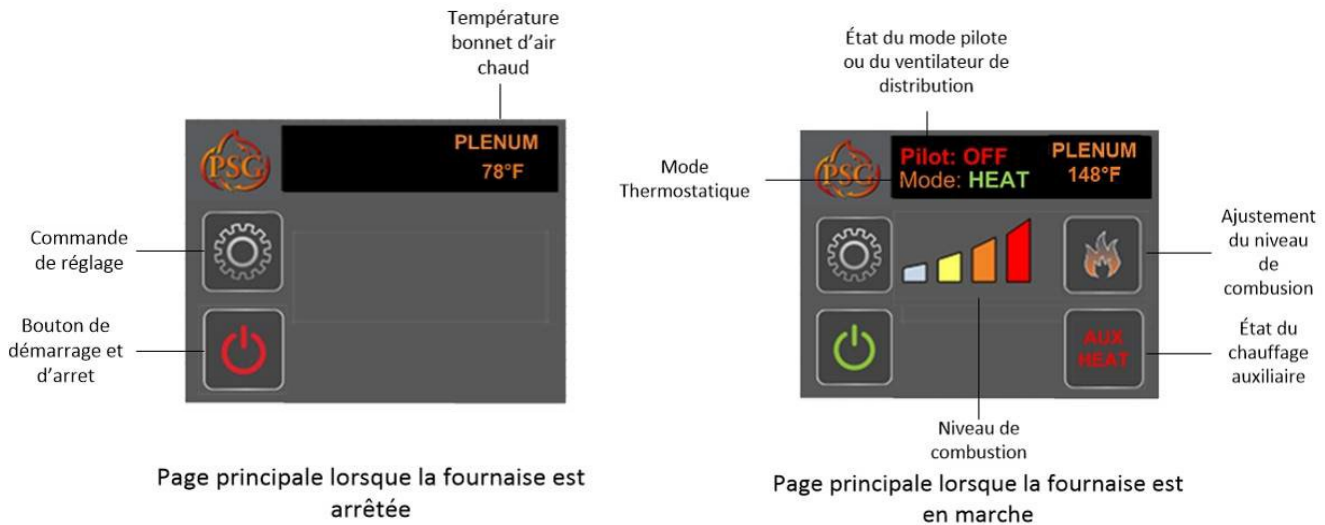 Température
bonnet d'air
chaud
PSG
PLENUM
78°F
Commande
de réglage
Bouton de
démarrage et
d'arret
Page principale lorsque la fournaise est
arrêtée
État du mode pilote
ou du ventilateur de
distribution
Mode
Thermostatique
PSG
Pilot: OFF
Mode: HEAT
PLENUM
148°F
Ajustement
du niveau
de
combusion
AUX
HEAT
État du
chauffage
auxiliaire
Niveau de
combustion
Page principale lorsque la fournaise est
en marche